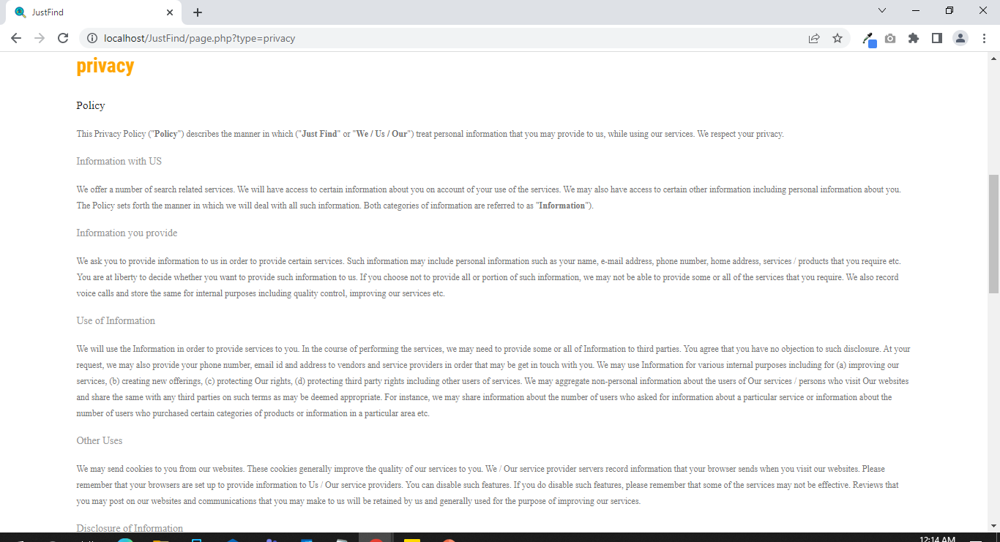 JustFind
localhost/JustFind/page.php?type=privacy
privacy
Policy
This Privacy Policy ("Policy") describes the manner in which ("Just Find" or "We / Us / Our") treat personal information that you may provide to us, while using our services. We respect your privacy.
Information with US
We offer a number of search related services. We will have access to certain information about you on account of your use of the services. We may also have access to certain other information including personal information about you.
The Policy sets forth the manner in which we will deal with all such information. Both categories of information are referred to as "Information").
Information you provide
We ask you to provide information to us in order to provide certain services. Such information may include personal information such as your name, e-mail address, phone number, home address, services / products that you require etc.
You are at liberty to decide whether you want to provide such information to us. If you choose not to provide all or portion of such information, we may not be able to provide some or all of the services that you require. We also record
voice calls and store the same for internal purposes including quality control, improving our services etc.
Use of Information
We will use the Information in order to provide services to you. In the course of performing the services, we may need to provide some or all of Information to third parties. You agree that you have no objection to such disclosure. At your
request, we may also provide your phone number, email id and address to vendors and service providers in order that may be get in touch with you. We may use Information for various internal purposes including for (a) improving our
services, (b) creating new offerings, (c) protecting Our rights, (d) protecting third party rights including other users of services. We may aggregate non-personal information about the users of Our services / persons who visit Our websites
and share the same with any third parties on such terms as may be deemed appropriate. For instance, we may share information about the number of users who asked for information about a particular service or information about the
number of users who purchased certain categories of products or information in a particular area etc.
Other Uses
We may send cookies to you from our websites. These cookies generally improve the quality of our services to you. We / Our service provider servers record information that your browser sends when you visit our websites. Please
remember that your browsers are set up to provide information to Us / Our service providers. You can disable such features. If you do disable such features, please remember that some of the services may not be effective. Reviews that
you may post on our websites and communications that you may make to us will be retained by us and generally used for the purpose of improving our services.
Disclosure of Information
12:14 AM